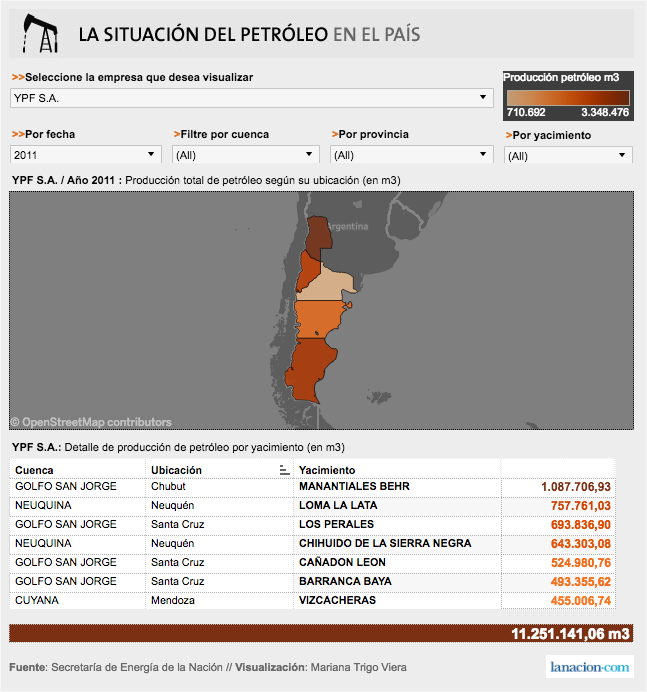 LA SITUACIÓN DEL PETRÓLEO EN EL PAÍS
>>Seleccione la empresa que desea visualizar
YPF S.A.
Producción petróleo m3
710.692 3.348.476
>>Por fecha >Filtre por cuenca >Por provincia >Por yacimiento
2011 (All) (All) (All)
YPF S.A. / Año 2011 : Producción total de petróleo según su ubicación (en m3)
Argentina
© OpenStreetMap contributors
YPF S.A.: Detalle de producción de petróleo por yacimiento (en m3)
Cuenca Ubicación Yacimiento
GOLFO SAN JORGE Chubut MANANTIALES BEHR 1.087.706,93
NEUQUINA Neuquén LOMA LA LATA 757.761,03
GOLFO SAN JORGE Santa Cruz LOS PERALES 693.836,90
NEUQUINA Neuquén CHIHUIDO DE LA SIERRA NEGRA 643.303,08
GOLFO SAN JORGE Santa Cruz CAÑADON LEON 524.980,76
GOLFO SAN JORGE Santa Cruz BARRANCA BAYA 493.355,62
CUYANA Mendoza VIZCACHERAS 455.006,74
11.251.141,06 m3
Fuente: Secretaría de Energía de la Nación // Visualización: Mariana Trigo Viera
lanacion.com